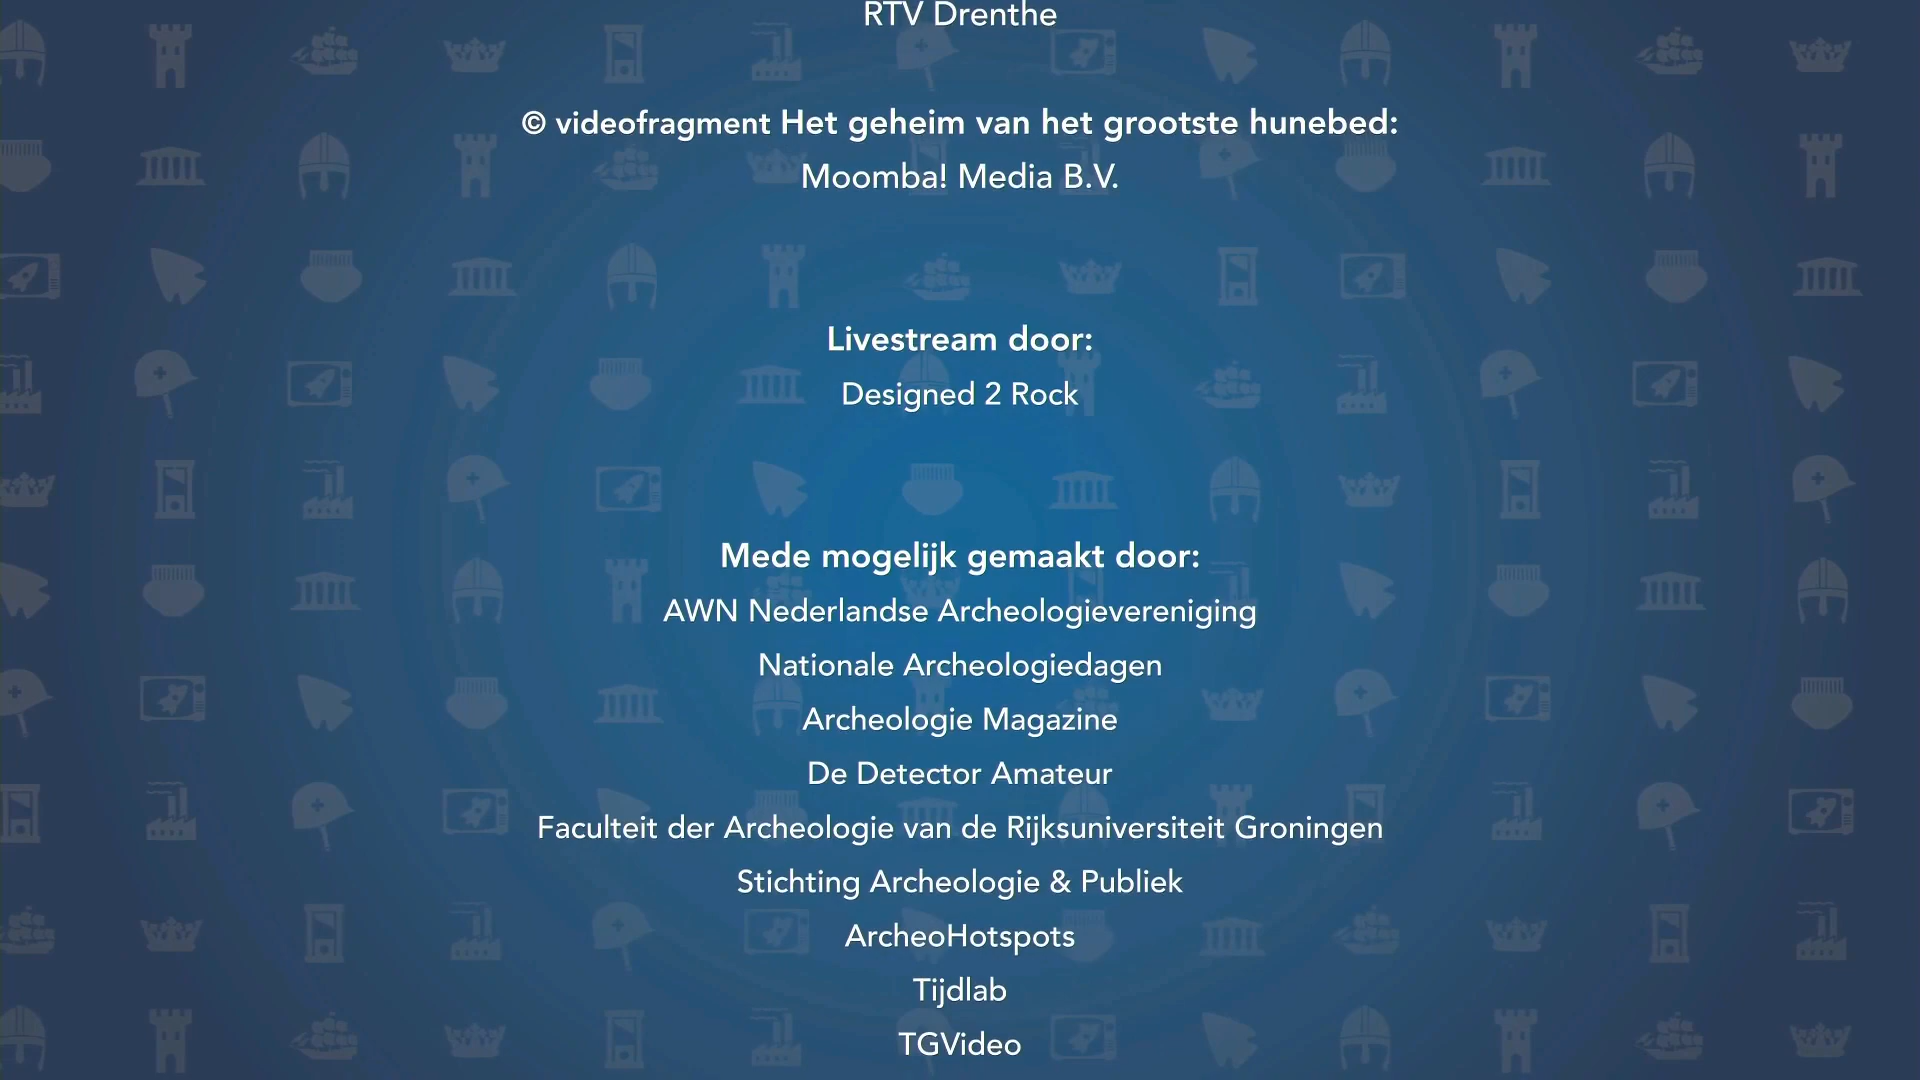 RTV Drenthe
© videofragment Het geheim van het grootste hunebed:
Moomba! Media B.V.
Livestream door:
Designed 2 Rock
Mede mogelijk gemaakt door:
AWN Nederlandse Archeologievereniging
Nationale Archeologiedagen
Archeologie Magazine
De Detector Amateur
Faculteit der Archeologie van de Rijksuniversiteit Groningen
Stichting Archeologie & Publiek
ArcheoHotspots
Tijdlab
TGVideo